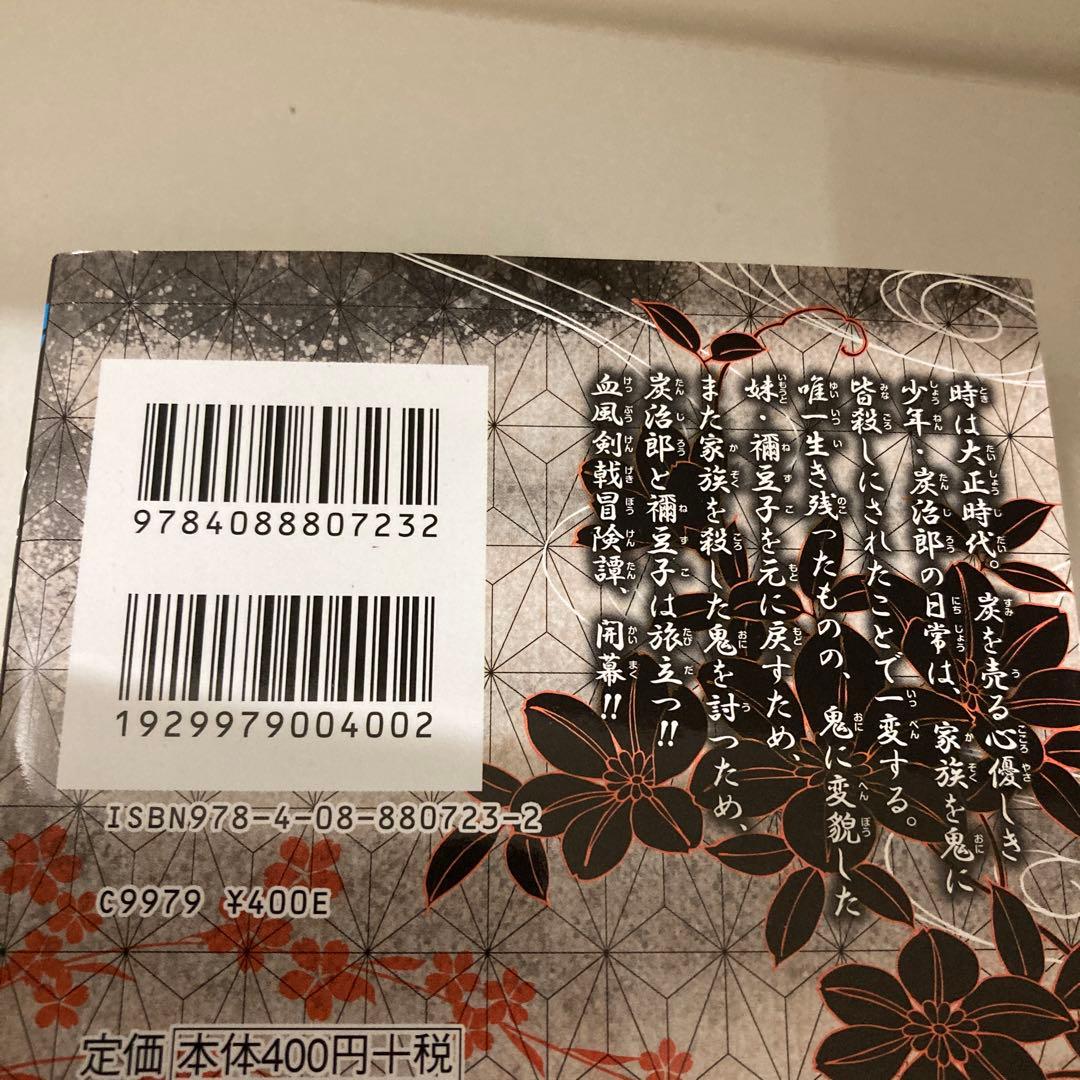 時は大正時代。炭を売る心優しき
少年・炭治郎の日常は、家族を鬼に
皆殺しにされたことで一変する。
唯一生き残ったものの、鬼に変貌した
妹・禰豆子を元に戻すため、
また家族を殺した鬼を討つため、
炭治郎と禰豆子は旅立つ!!
血風剣戟冒険譚、開幕!!
9784088807232
1929979004002
ISBN978-4-08-880723-2
C9979 ¥400E
定価 本体400円+税